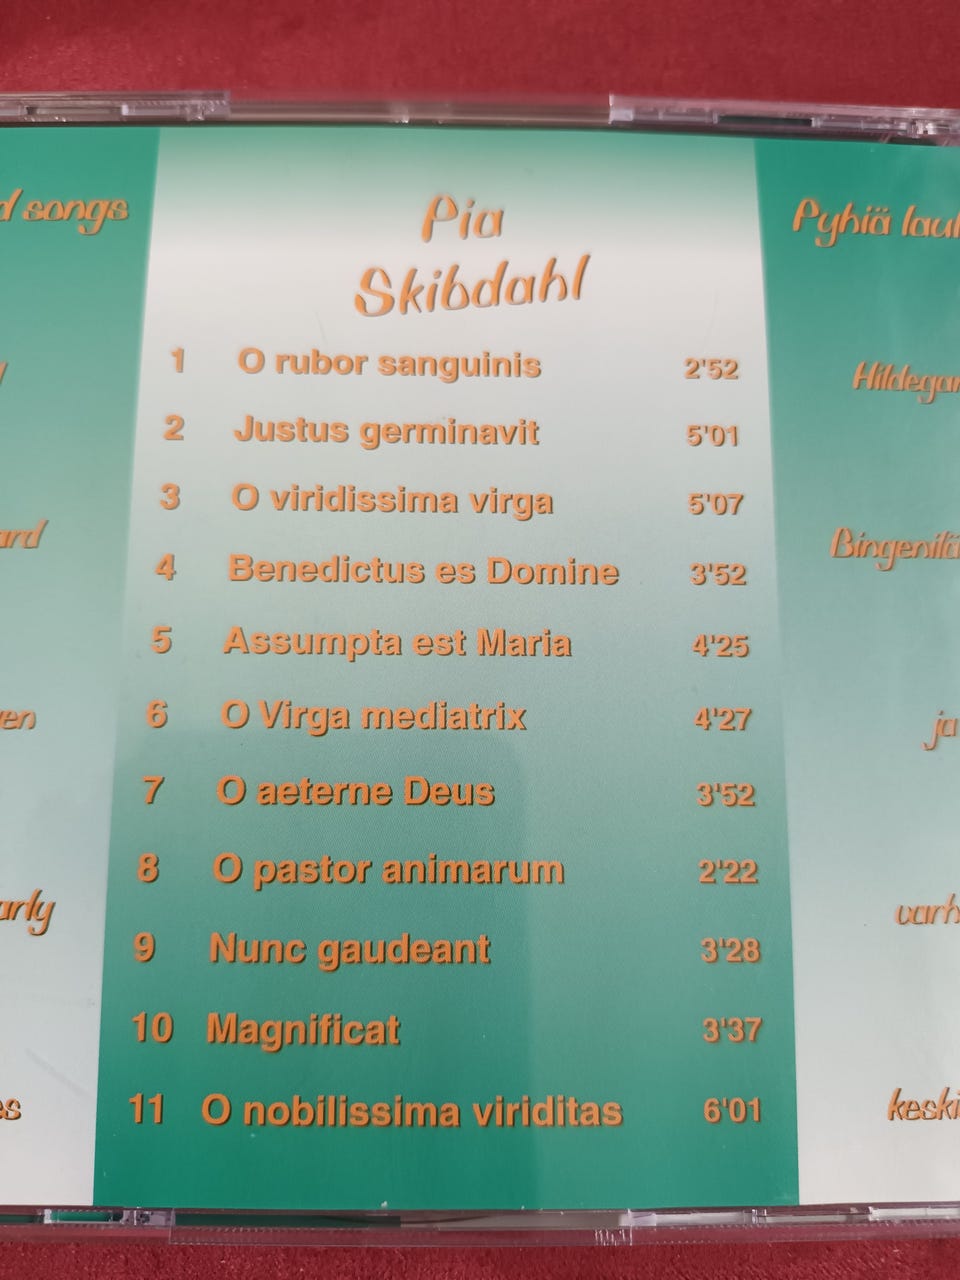 songs
Pia
Skibdahl
1 O rubor sanguinis 2'52
2 Justus germinavit 5'01
3 O viridissima virga 5'07
4 Benedictus es Domine 3'52
5 Assumpta est Maria 4'25
6 O Virga mediatrix 4'27
7 O aeterne Deus 3'52
8 O pastor animarum 2'22
9 Nunc gaudeant 3'28
10 Magnificat 3'37
11 O nobilissima viriditas 6'01
Pyhiä
ja